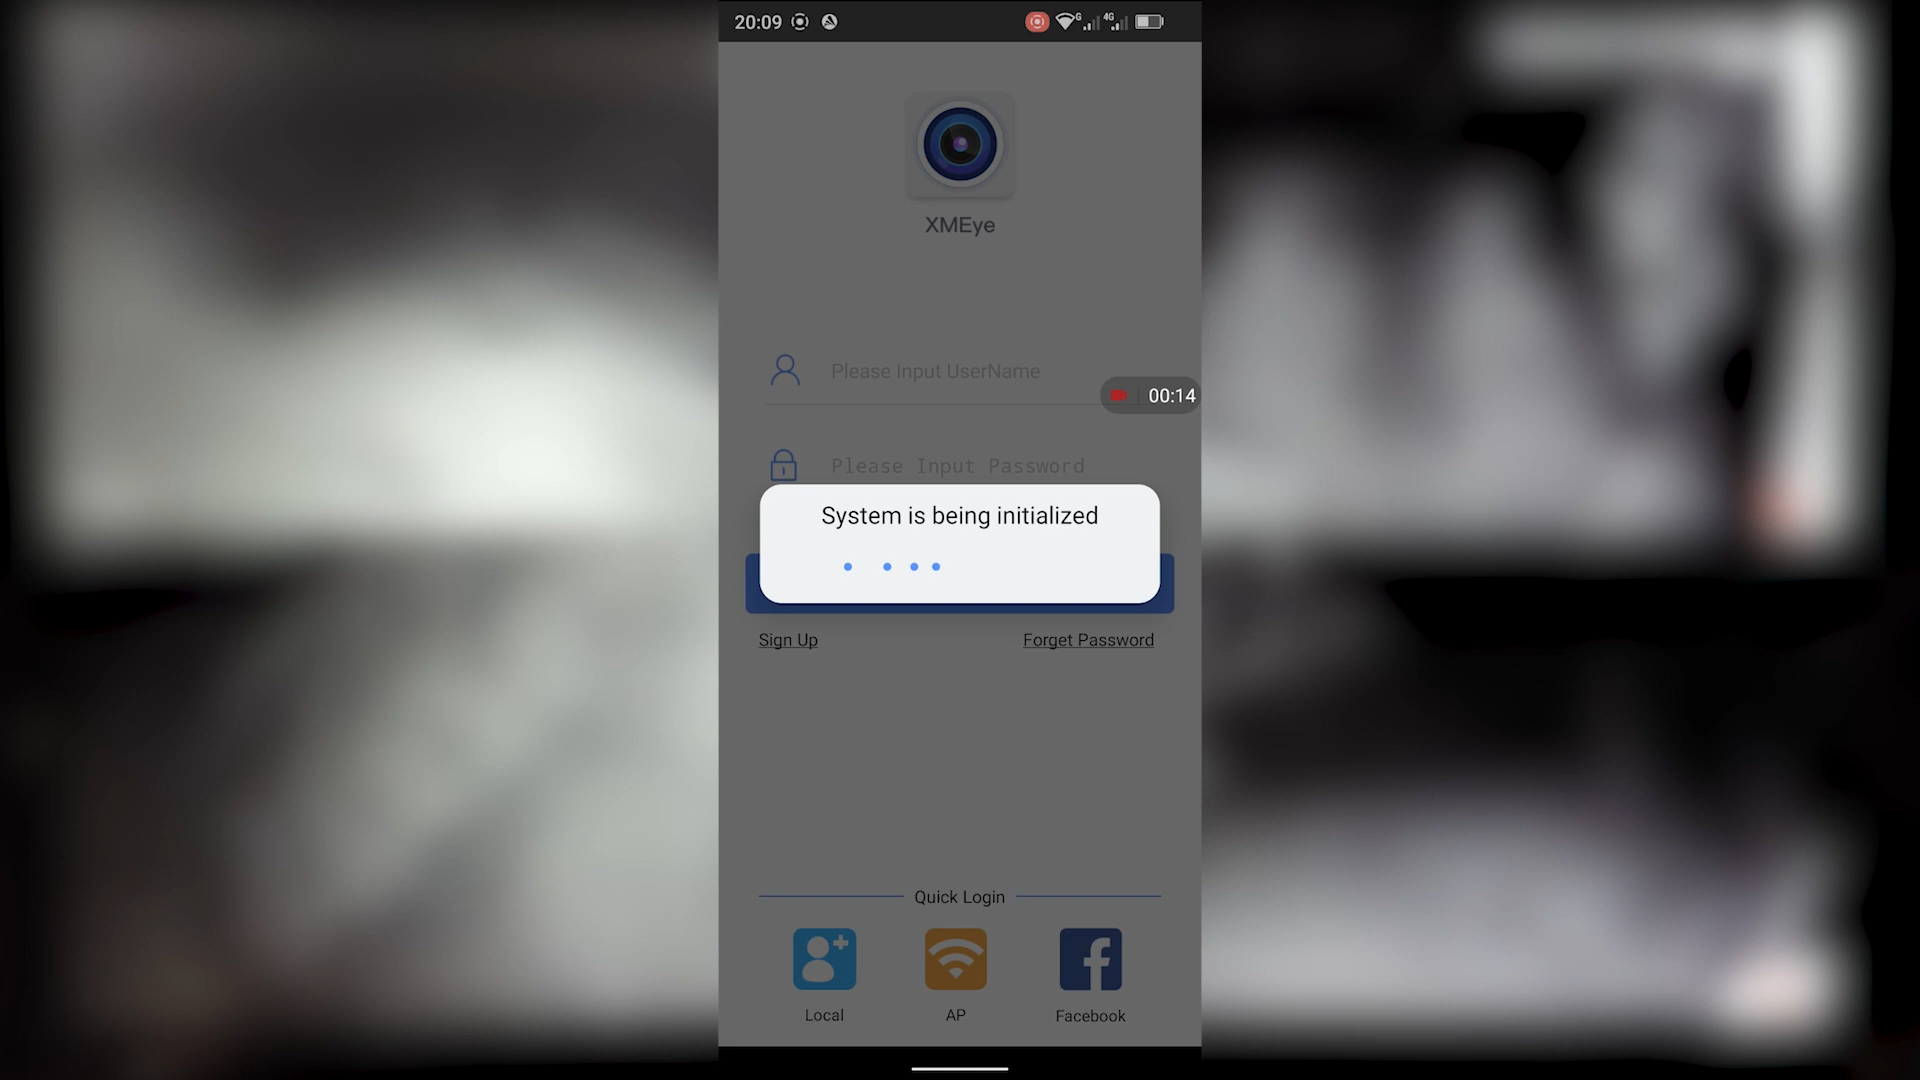 20:09
G
4G
XMEye
Please Input UserName
00:14
Please Input Password
System is being initialized
Sign Up
Forget Password
Quick Login
Local
AP
Facebook